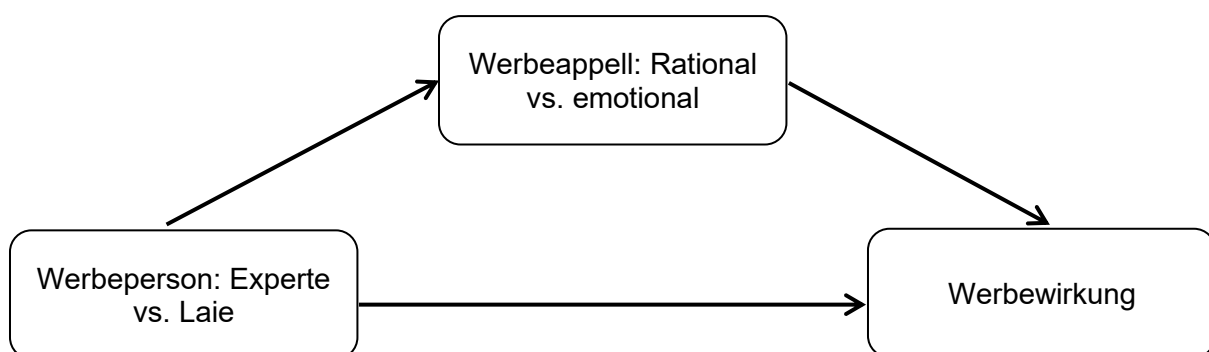 Werbeappell: Rational
vs. emotional
Werbeperson: Experte
vs. Laie
Werbewirkung